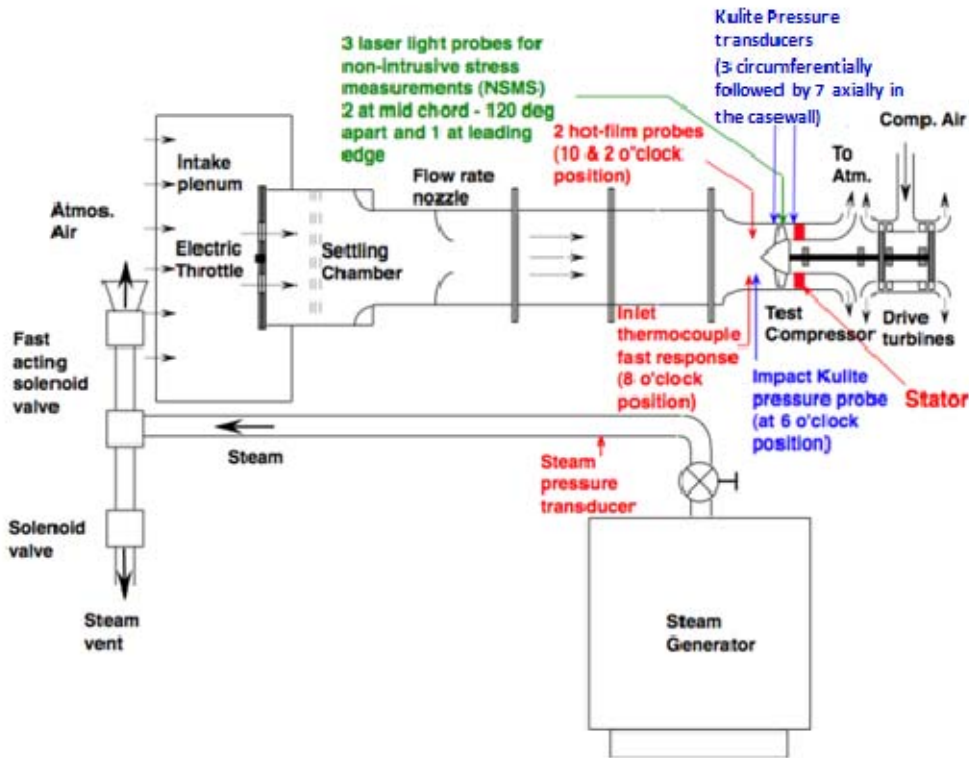 3 laser light probes for
non-intrusive stress
measurements (NSMS)
2 at mid chord - 120 deg
apart and 1 at leading
edge
Kulite Pressure
transducers
(3 circumferentially
followed by 7 axially in
the casewall)
Comp. Air
2 hot-film probes
(10 & 2 o'clock
position)
To
Atm.
Intake
plenum
Flow rate
nozzle
Atmos.
Air
Electric
Throttle
Settling
Chamber
Inlet
thermocouple
fast response
(8 o'clock
position)
Test
Compressor
Drive
turbines
Fast
acting
solenoid
valve
Impact Kulite
pressure probe
(at 6 o'clock
position)
Stator
Steam
Steam
pressure
transducer
Solenoid
valve
Steam
vent
Steam
Generator